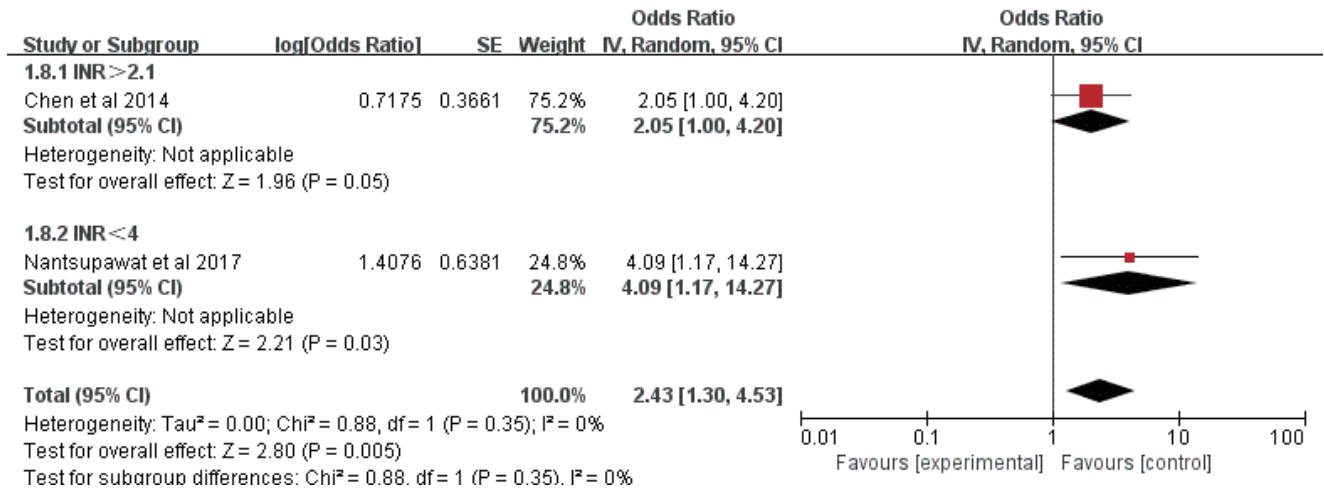 Odds Ratio Odds Ratio
Study or Subgroup log[Odds Ratio] SE Weight IV, Random, 95% CI IV, Random, 95% CI
1.8.1 INR＞2.1
Chen et al 2014 0.7175 0.3661 75.2% 2.05 [1.00, 4.20]
Subtotal (95% CI) 75.2% 2.05 [1.00, 4.20]
Heterogeneity: Not applicable
Test for overall effect: Z = 1.96 (P = 0.05)
1.8.2 INR＜4
Nantsupawat et al 2017 1.4076 0.6381 24.8% 4.09 [1.17, 14.27]
Subtotal (95% CI) 24.8% 4.09 [1.17, 14.27]
Heterogeneity: Not applicable
Test for overall effect: Z = 2.21 (P = 0.03)
Total (95% CI) 100.0% 2.43 [1.30, 4.53]
Heterogeneity: Tau² = 0.00; Chi² = 0.88, df = 1 (P = 0.35); I² = 0%
Test for overall effect: Z = 2.80 (P = 0.005)
Test for subgroup differences: Chi² = 0.88, df = 1 (P = 0.35), I² = 0%
0.01 0.1 1 10 100
Favours [experimental] Favours [control]